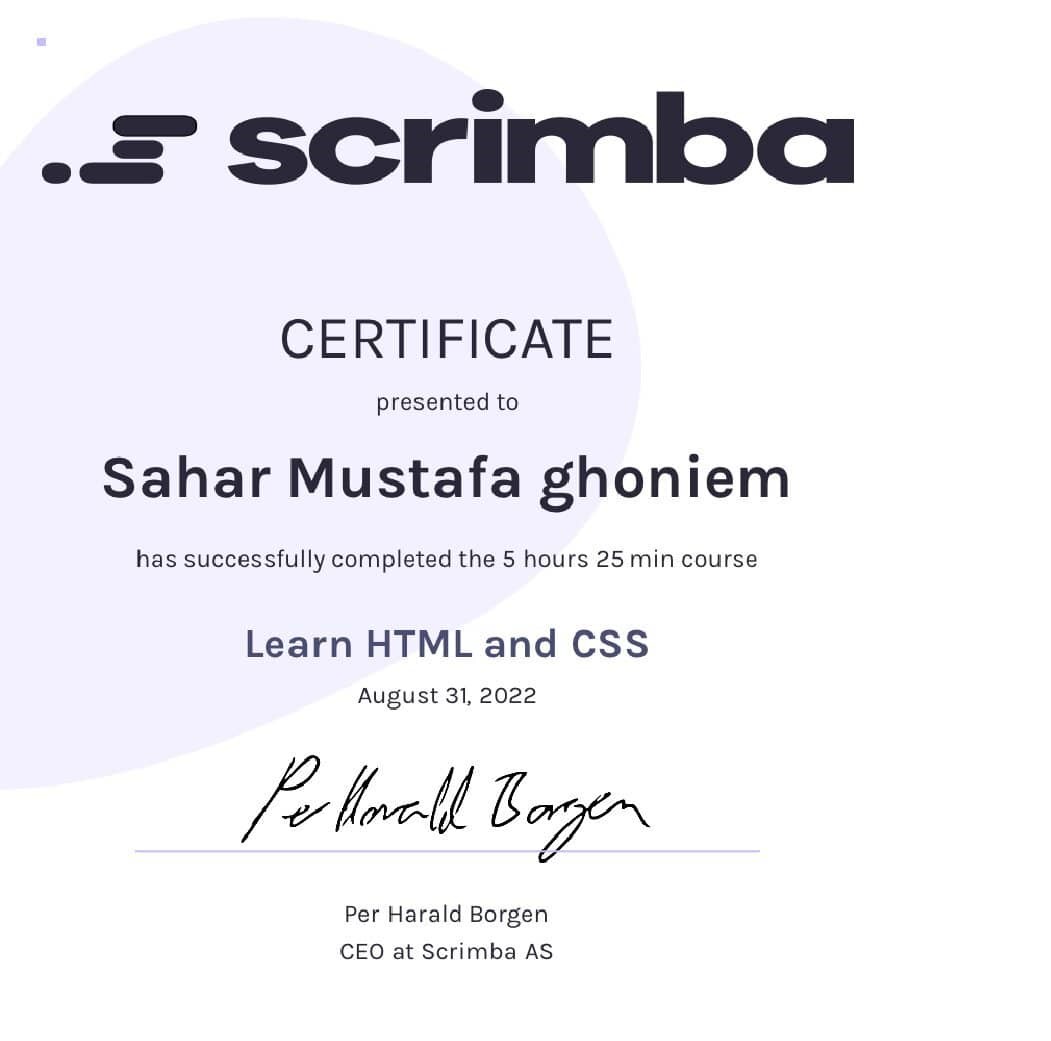 scrimba
CERTIFICATE
presented to
Sahar Mustafa ghoniem
has successfully completed the 5 hours 25 min course
Learn HTML and CSS
August 31, 2022
Per Harald Borgen
Per Harald Borgen
CEO at Scrimba AS